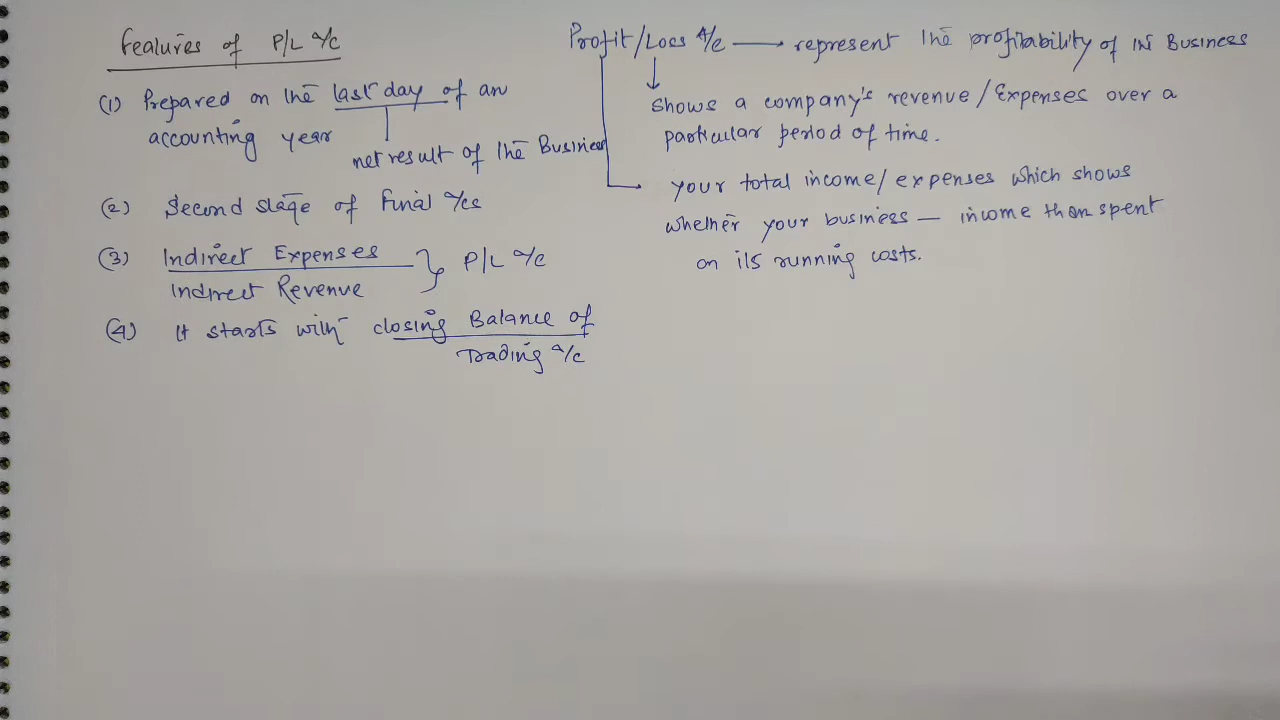 Features of P/L a/c
(1) Prepared on the last day of an
accounting year
net result of the Business
(2) Second stage of Final a/cs
(3) Indirect Expenses
Indirect Revenue
P/L a/c
(4) It starts with closing Balance of
Trading a/c
Profit/Loss A/c → represent the profitability of the Business
shows a company's revenue/Expenses over a
particular period of time.
your total income/expenses which shows
whether your business — income than spent
on its running costs.